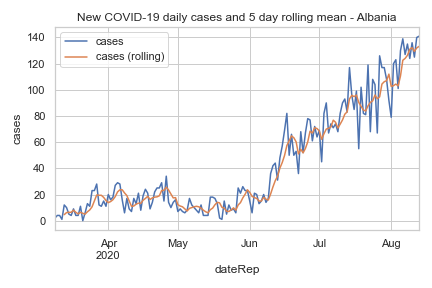 New COVID-19 daily cases and 5 day rolling mean - Albania
cases
cases (rolling)
140
120
100
80
60
40
20
0
cases
Apr
2020
May
Jun
Jul
Aug
dateRep